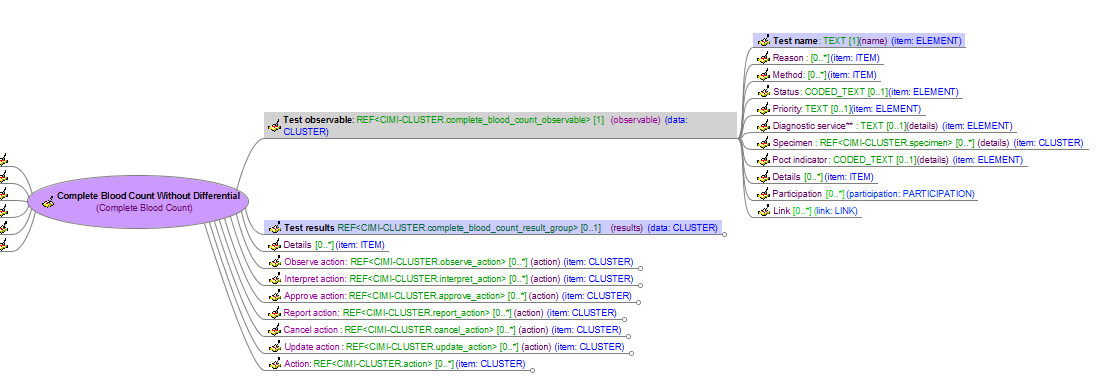 Complete Blood Count Without Differential
(Complete Blood Count)
Test observable: REF<CIMI-CLUSTER.complete_blood_count_observable> [1] (observable) (data:
CLUSTER)
Test name: TEXT [1](name) (item: ELEMENT)
Reason : [0..*](item: ITEM)
Method: [0..*](item: ITEM)
Status: CODED_TEXT [0..1](item: ELEMENT)
Priority: TEXT [0..1](item: ELEMENT)
Diagnostic service** : TEXT [0..1](details) (item: ELEMENT)
Specimen : REF<CIMI-CLUSTER.specimen> [0..*] (details) (item: CLUSTER)
Poct indicator: CODED_TEXT [0..1](details) (item: ELEMENT)
Details [0..*](item: ITEM)
Participation [0..*] (participation: PARTICIPATION)
Link [0..*] (link: LINK)
Test results REF<CIMI-CLUSTER.complete_blood_count_result_group> [0..1] (results) (data: CLUSTER)
Details [0..*](item: ITEM)
Observe action: REF<CIMI-CLUSTER.observe_action> [0..*] (action) (item: CLUSTER)
Interpret action: REF<CIMI-CLUSTER.interpret_action> [0..*] (action) (item: CLUSTER)
Approve action: REF<CIMI-CLUSTER.approve_action> [0..*] (action) (item: CLUSTER)
Report action: REF<CIMI-CLUSTER.report_action> [0..*] (action) (item: CLUSTER)
Cancel action : REF<CIMI-CLUSTER.cancel_action> [0..*] (action) (item: CLUSTER)
Update action : REF<CIMI-CLUSTER.update_action> [0..*] (action) (item: CLUSTER)
Action: REF<CIMI-CLUSTER.action> [0..*] (item: CLUSTER)